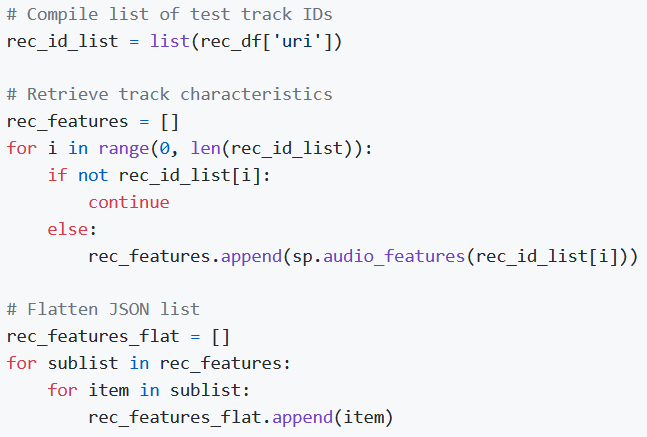 # Compile list of test track IDs
rec_id_list = list(rec_df['uri'])

# Retrieve track characteristics
rec_features = []
for i in range(0, len(rec_id_list)):
    if not rec_id_list[i]:
        continue
    else:
        rec_features.append(sp.audio_features(rec_id_list[i]))

# Flatten JSON list
rec_features_flat = []
for sublist in rec_features:
    for item in sublist:
        rec_features_flat.append(item)